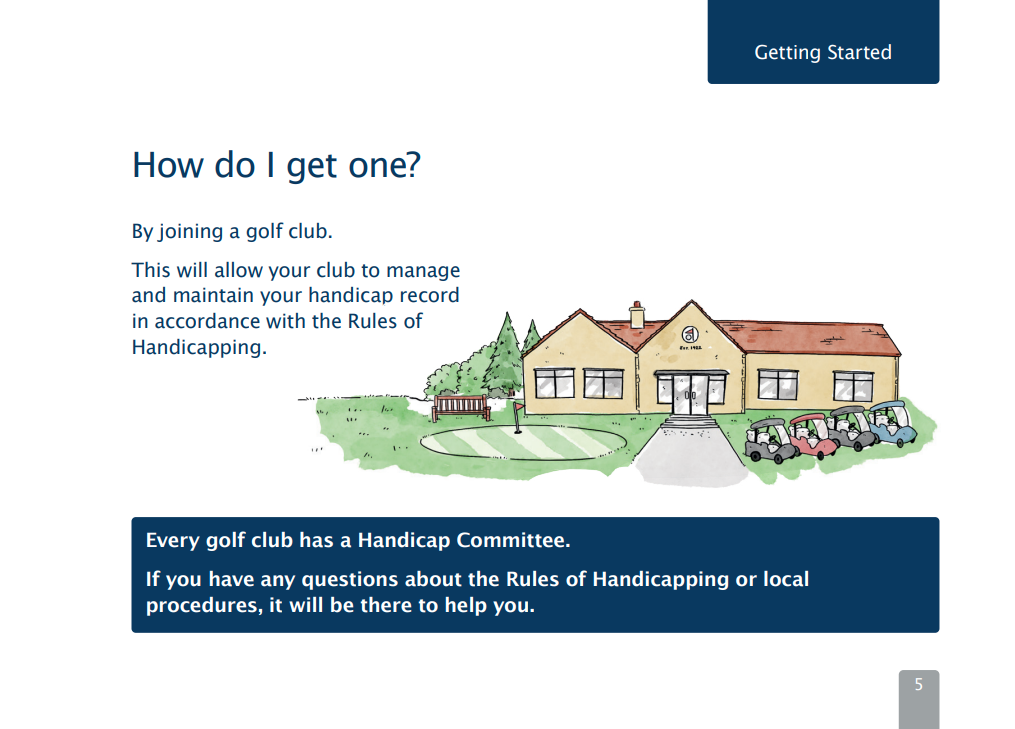 Getting Started
How do I get one?
By joining a golf club.
This will allow your club to manage
and maintain your handicap record
in accordance with the Rules of
Handicapping.
Est. 1922
Every golf club has a Handicap Committee.
If you have any questions about the Rules of Handicapping or local
procedures, it will be there to help you.
5